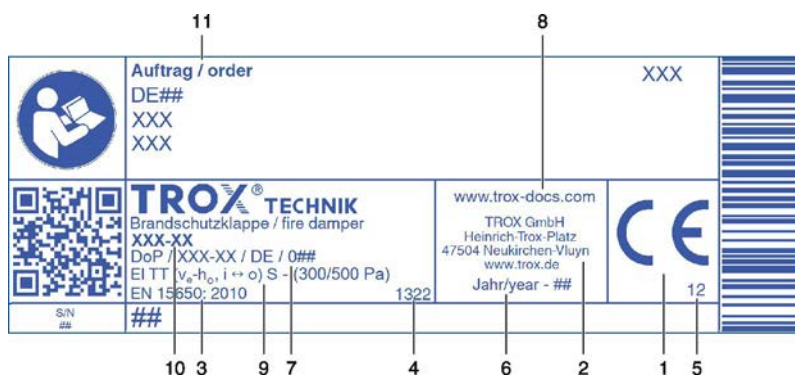 11
8
Auftrag / order
XXX
DE##
XXX
XXX
TROX® TECHNIK
Brandschutzklappe / fire damper
XXX-XX
DoP / XXX-XX / DE / 0##
EI TT (ve-ho, i ↔ o) S - (300/500 Pa)
EN 15650: 2010
1322
www.trox-docs.com
TROX GmbH
Heinrich-Trox-Platz
47504 Neukirchen-Vluyn
www.trox.de
Jahr/year - ##
CE
12
S/N
##
##
10 3 9 7 4 6 2 1 5